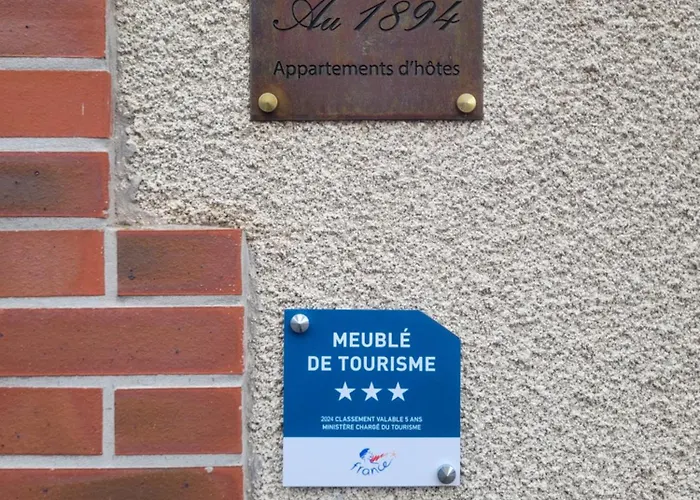 Au 1894
Appartements d'hôtes
MEUBLÉ
DE TOURISME
2024 CLASSEMENT VALABLE 5 ANS
MINISTÈRE CHARGÉ DU TOURISME
france